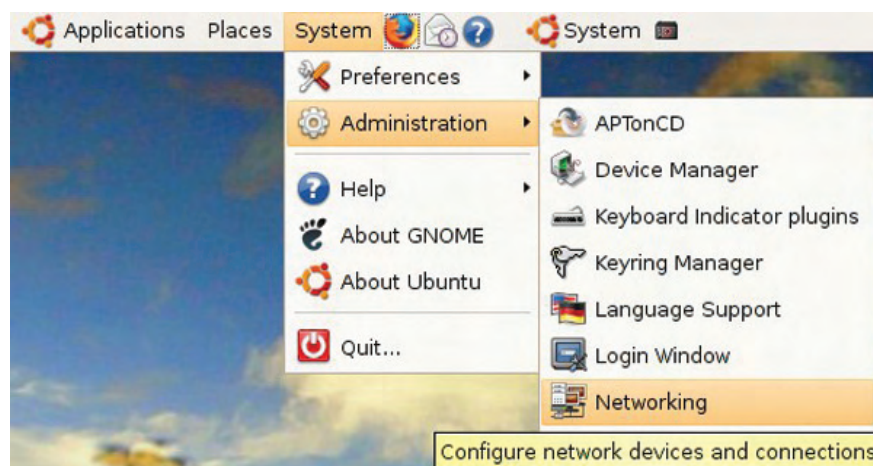 Applications Places System System
Preferences
Administration
Help
About GNOME
About Ubuntu
Quit...
APTonCD
Device Manager
Keyboard Indicator plugins
Keyring Manager
Language Support
Login Window
Networking
Configure network devices and connections